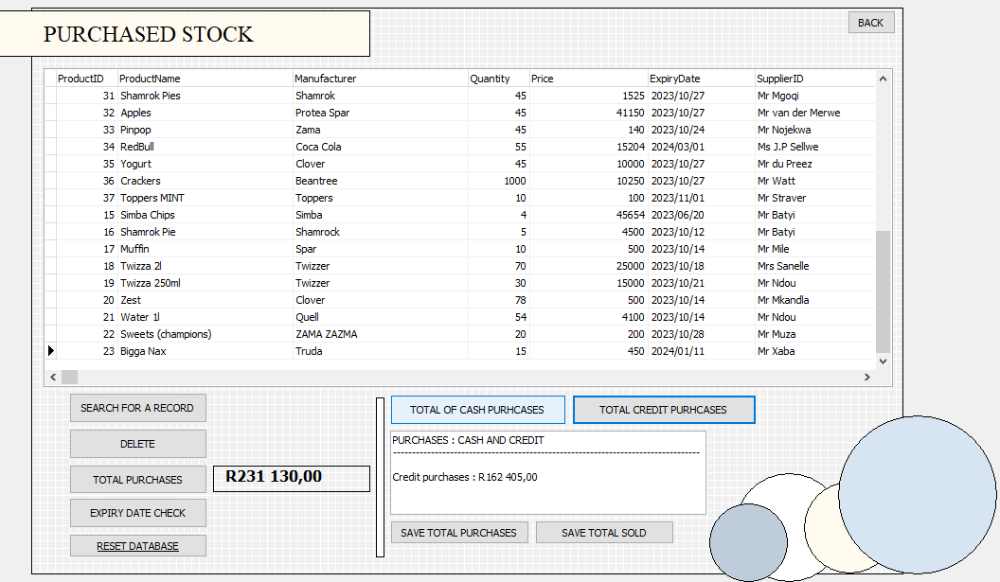 PURCHASED STOCK
BACK
ProductID ProductName Manufacturer Quantity Price ExpiryDate SupplierID
31 Shamrok Pies Shamrok 45 1525 2023/10/27 Mr Mgoqi
32 Apples Protea Spar 45 41150 2023/10/27 Mr van der Merwe
33 Pinpop Zama 45 140 2023/10/24 Mr Nojekwa
34 RedBull Coca Cola 55 15204 2024/03/01 Ms J.P Sellwe
35 Yogurt Clover 45 10000 2023/10/27 Mr du Preez
36 Crackers Beantree 1000 10250 2023/10/27 Mr Watt
37 Toppers MINT Toppers 10 100 2023/11/01 Mr Straver
15 Simba Chips Simba 4 45654 2023/06/20 Mr Batyi
16 Shamrok Pie Shamrock 5 4500 2023/10/12 Mr Batyi
17 Muffin Spar 10 500 2023/10/14 Mr Mile
18 Twizza 2l Twizzer 70 25000 2023/10/18 Mrs Sanelle
19 Twizza 250ml Twizzer 30 15000 2023/10/21 Mr Ndou
20 Zest Clover 78 500 2023/10/14 Mr Mkandla
21 Water 1l Quell 54 4100 2023/10/14 Mr Ndou
22 Sweets (champions) ZAMA ZAZMA 20 200 2023/10/28 Mr Muza
23 Bigga Nax Truda 15 450 2024/01/11 Mr Xaba
SEARCH FOR A RECORD
DELETE
TOTAL PURCHASES R231 130,00
EXPIRY DATE CHECK
RESET DATABASE
TOTAL OF CASH PURHCASES TOTAL CREDIT PURHCASES
PURCHASES : CASH AND CREDIT
--------------------------------------------------------------------------------
Credit purchases : R162 405,00
SAVE TOTAL PURCHASES SAVE TOTAL SOLD